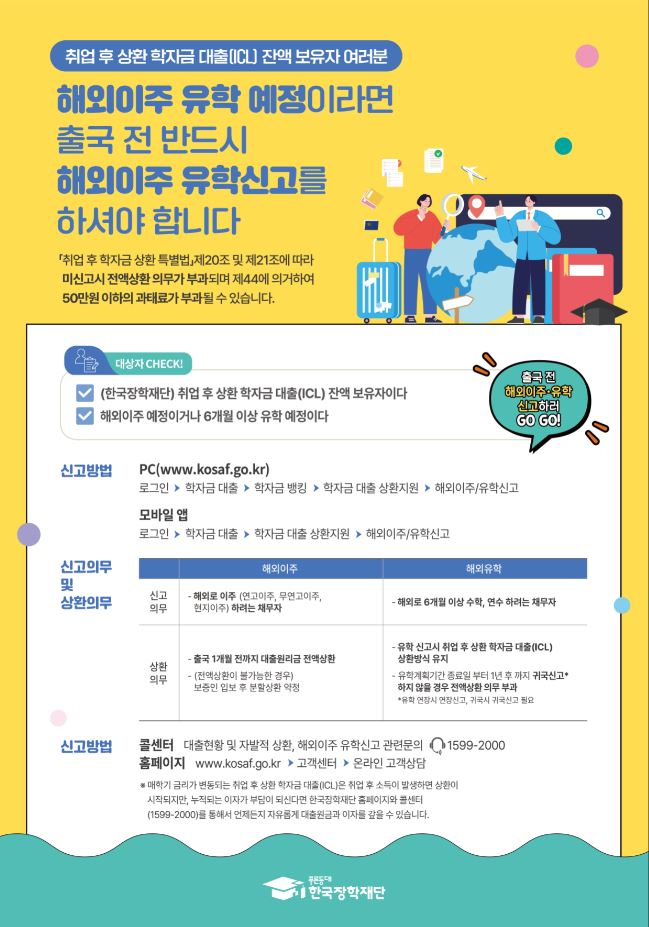 취업 후 상환 학자금 대출(ICL) 잔액 보유자 여러분
해외이주 유학 예정이라면
출국 전 반드시
해외이주 유학신고를
하셔야 합니다
「취업 후 학자금 상환 특별법」제20조 및 제21조에 따라
미신고시 전액상환 의무가 부과되며 제44에 의거하여
50만원 이하의 과태료가 부과될 수 있습니다.
대상자 CHECK!
(한국장학재단) 취업 후 상환 학자금 대출(ICL) 잔액 보유자이다
해외이주 예정이거나 6개월 이상 유학 예정이다
출국 전
해외이주·유학
신고하러
GO GO!
신고방법
PC(www.kosaf.go.kr)
로그인 > 학자금 대출 > 학자금 뱅킹 > 학자금 대출 상환지원 > 해외이주/유학신고
모바일 앱
로그인 > 학자금 대출 > 학자금 대출 상환지원 > 해외이주/유학신고
신고의무
및
상환의무
해외이주
해외유학
신고
의무
- 해외로 이주 (연고이주, 무연고이주,
현지이주) 하려는 채무자
- 해외로 6개월 이상 수학, 연수 하려는 채무자
상환
의무
- 출국 1개월 전까지 대출원리금 전액상환
- (전액상환이 불가능한 경우)
보증인 입보 후 분할상환 약정
- 유학 신고시 취업 후 상환 학자금 대출(ICL)
상환방식 유지
- 유학계획기간 종료일 부터 1년 후 까지 귀국신고*
하지 않을 경우 전액상환 의무 부과
*유학 연장시 연장신고, 귀국시 귀국신고 필요
신고방법
콜센터 대출현황 및 자발적 상환, 해외이주 유학신고 관련문의 1599-2000
홈페이지 www.kosaf.go.kr > 고객센터 > 온라인 고객상담
※ 매학기 금리가 변동되는 취업 후 상환 학자금 대출(ICL)은 취업 후 소득이 발생하면 상환이
시작되지만, 누적되는 이자가 부담이 되신다면 한국장학재단 홈페이지와 콜센터
(1599-2000)를 통해서 언제든지 자유롭게 대출원금과 이자를 갚을 수 있습니다.
푸른등대
한국장학재단